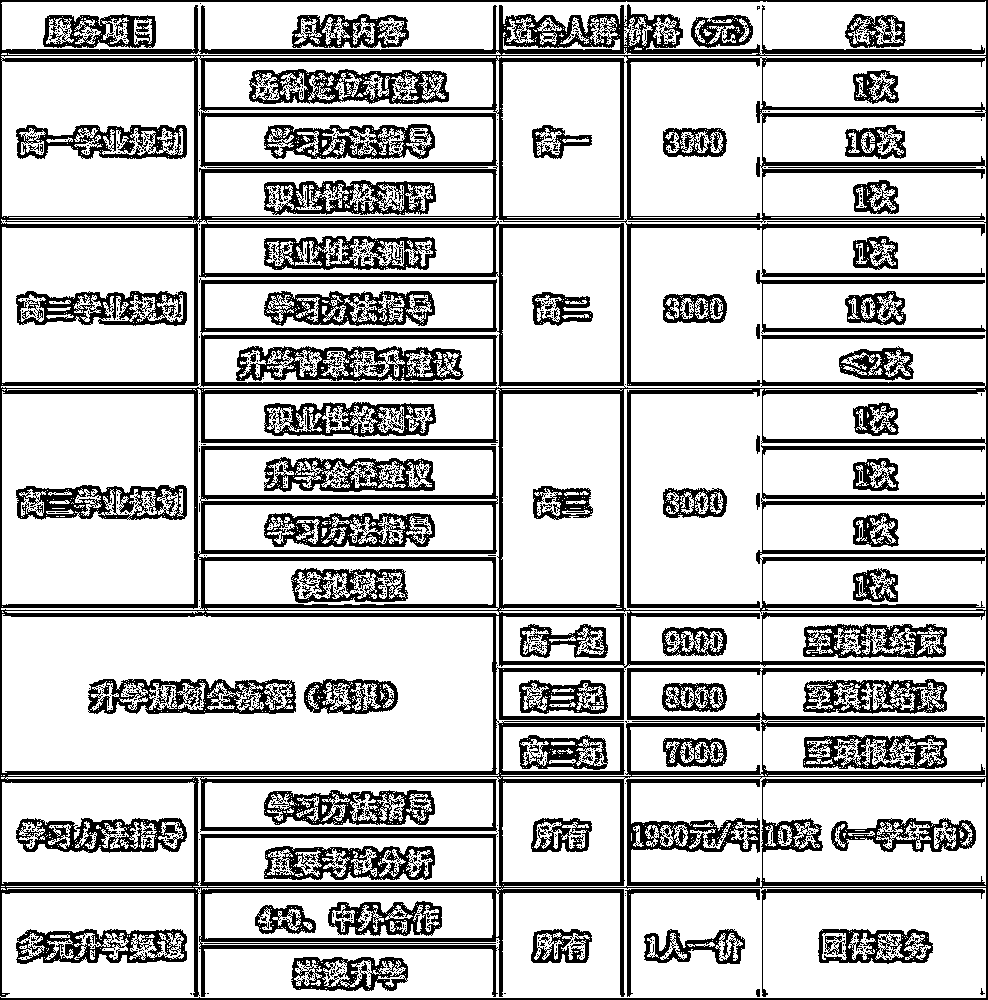 服务项目 具体内容 适合人群 价格（元） 备注
选科定位和建议 1次
高一学业规划 学习方法指导 高一 3000 10次
职业性格测评 1次
职业性格测评 1次
高二学业规划 学习方法指导 高二 3000 10次
升学背景提升建议 ≤2次
职业性格测评 1次
升学途径建议 1次
高三学业规划 高三 3000
学习方法指导 1次
模拟填报 1次
高一起 9000 至填报结束
升学规划全流程（填报） 高二起 8000 至填报结束
高三起 7000 至填报结束
学习方法指导
学习方法指导 所有 1980元/年 10次（一学年内）
重要考试分析
4+0、中外合作
多元升学渠道 所有 1人一价 团体服务
港澳升学